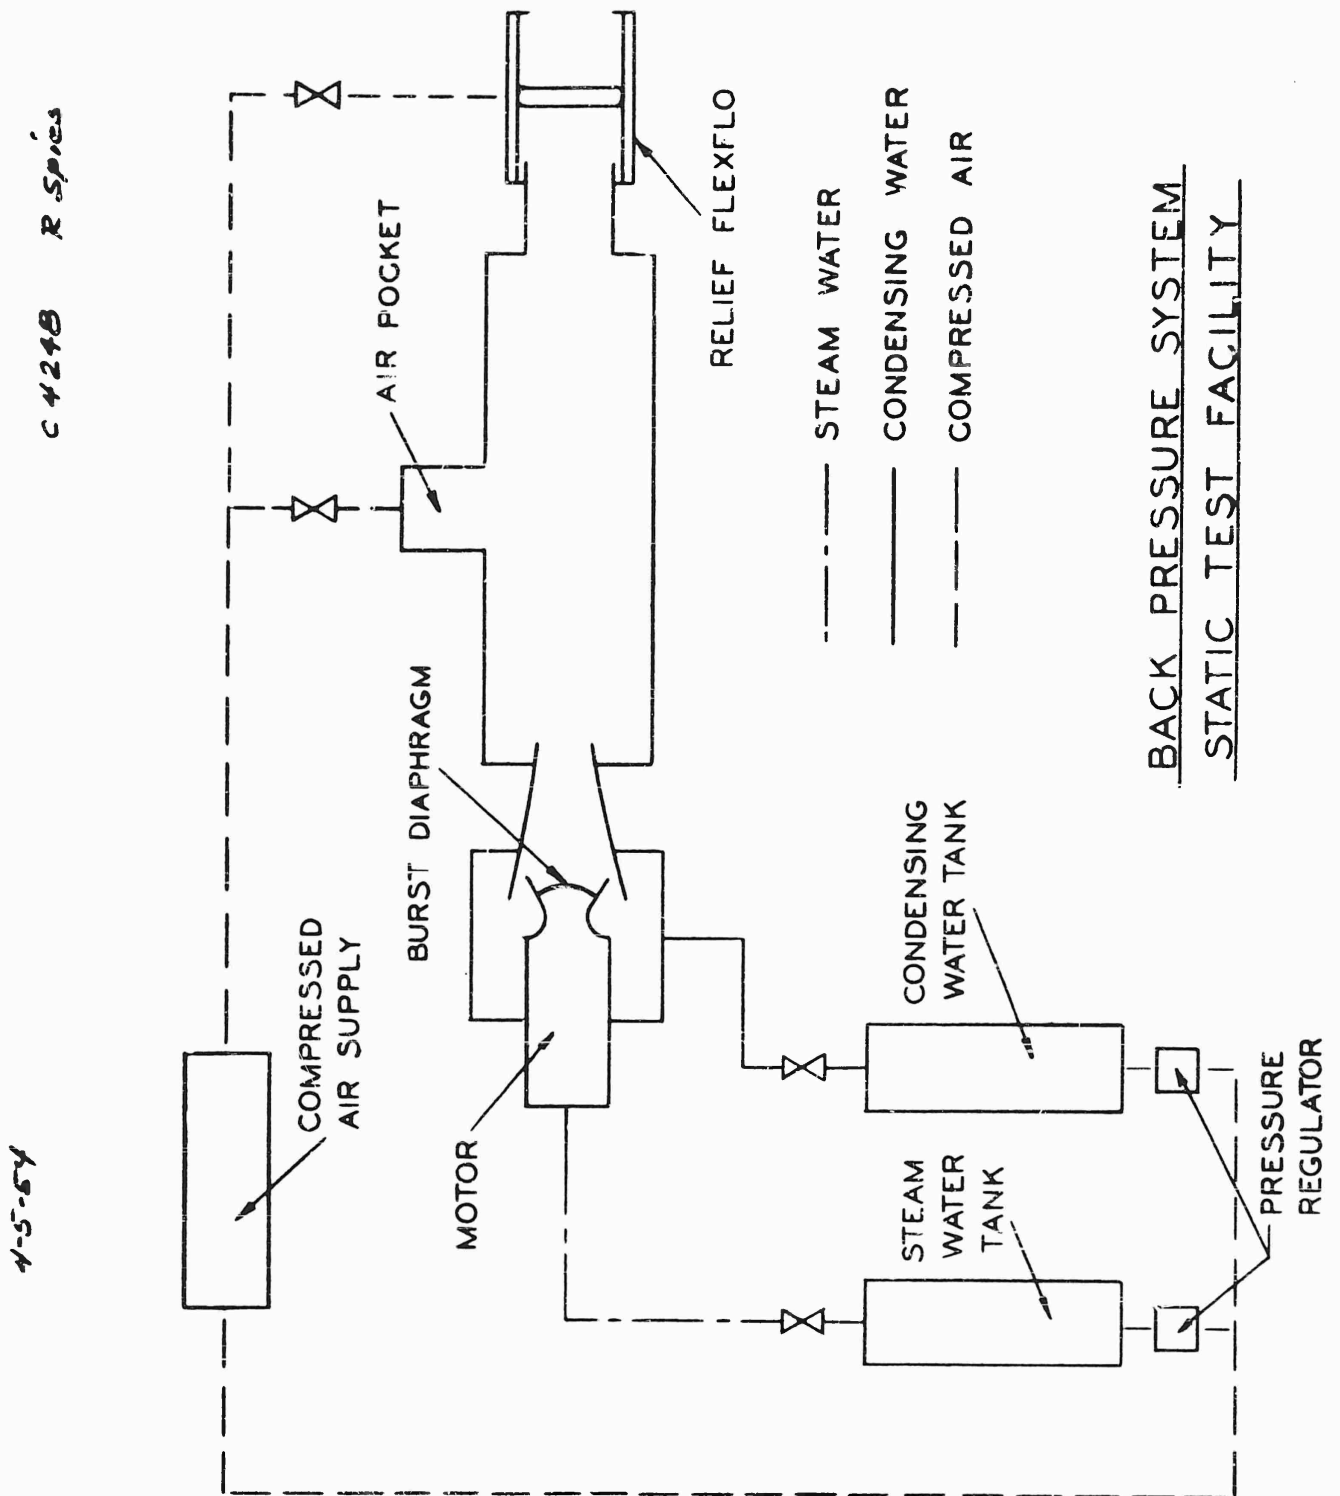 4-5-54
C 4248 R Spies
COMPRESSED
AIR SUPPLY
AIR POCKET
BURST DIAPHRAGM
MOTOR
RELIEF FLEXFLO
STEAM WATER
CONDENSING WATER
COMPRESSED AIR
STEAM
WATER
TANK
CONDENSING
WATER TANK
PRESSURE
REGULATOR
BACK PRESSURE SYSTEM
STATIC TEST FACILITY